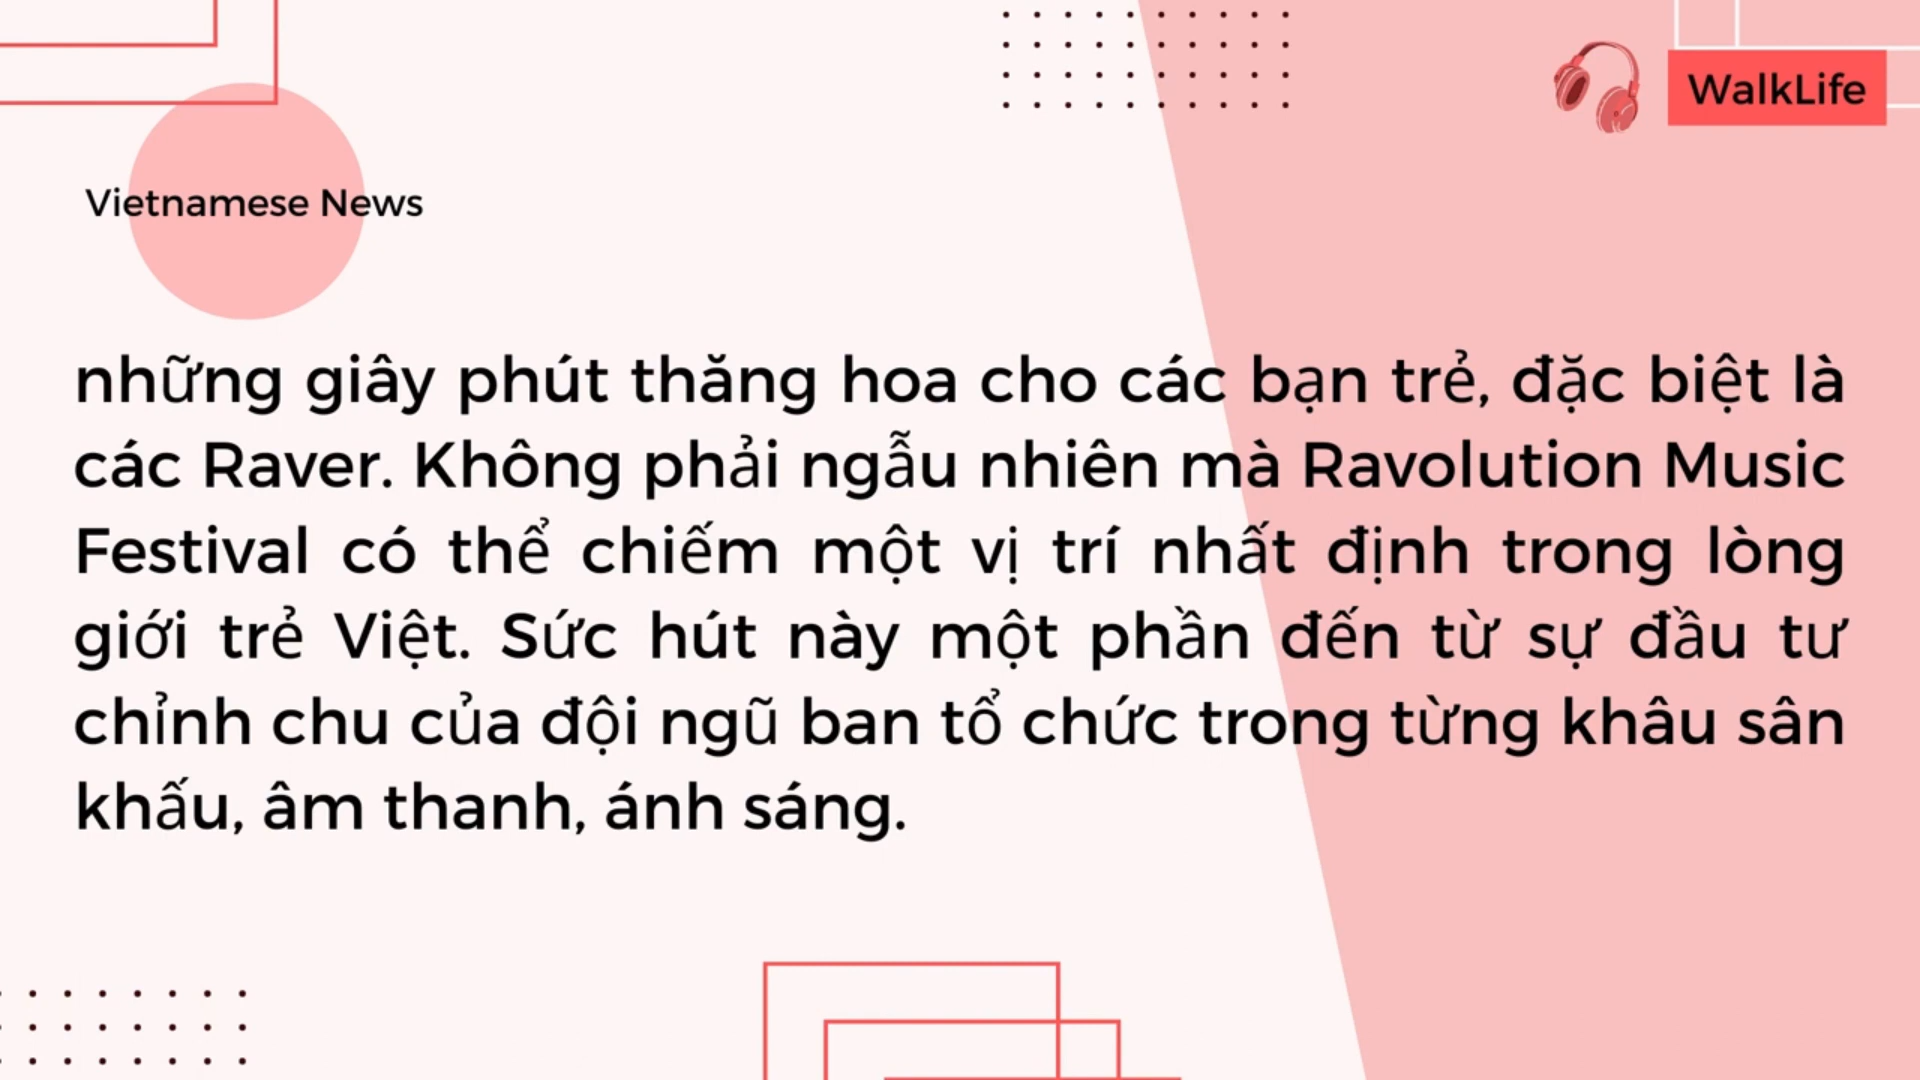 WalkLife
Vietnamese News
những giây phút thăng hoa cho các bạn trẻ, đặc biệt là
các Raver. Không phải ngẫu nhiên mà Ravolution Music
Festival có thể chiếm một vị trí nhất định trong lòng
giới trẻ Việt. Sức hút này một phần đến từ sự đầu tư
chỉnh chu của đội ngũ ban tổ chức trong từng khâu sân
khấu, âm thanh, ánh sáng.